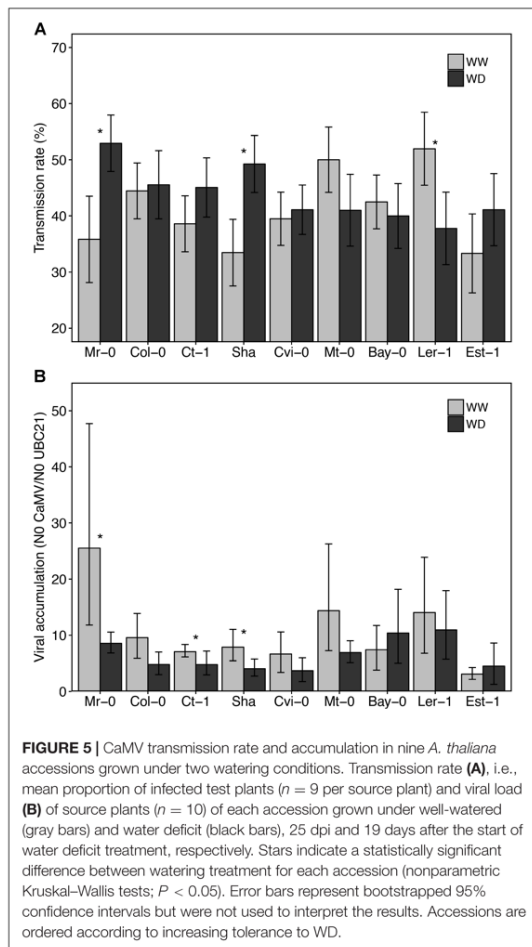 A
70
60
50
40
30
20
Transmission rate (%)
WW
WD
*
*
*
Mr−0 Col−0 Ct−1 Sha Cvi−0 Mt−0 Bay−0 Ler−1 Est−1
B
50
40
30
20
10
0
Viral accumulation (N0 CaMV/N0 UBC21)
WW
WD
*
*
*
Mr−0 Col−0 Ct−1 Sha Cvi−0 Mt−0 Bay−0 Ler−1 Est−1
FIGURE 5 | CaMV transmission rate and accumulation in nine A. thaliana
accessions grown under two watering conditions. Transmission rate (A), i.e.,
mean proportion of infected test plants (n = 9 per source plant) and viral load
(B) of source plants (n = 10) of each accession grown under well-watered
(gray bars) and water deficit (black bars), 25 dpi and 19 days after the start of
water deficit treatment, respectively. Stars indicate a statistically significant
difference between watering treatment for each accession (nonparametric
Kruskal–Wallis tests; P < 0.05). Error bars represent bootstrapped 95%
confidence intervals but were not used to interpret the results. Accessions are
ordered according to increasing tolerance to WD.